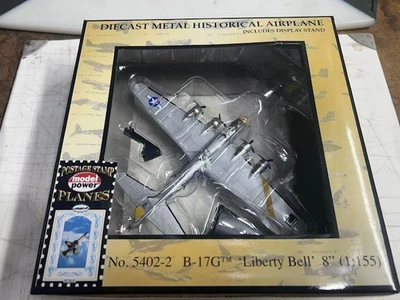 DIECAST METAL HISTORICAL AIRPLANE
INCLUDES DISPLAY STAND
POSTAGE STAMP
model
power
PLANES
No. 5402-2 B-17G™ 'Liberty Bell' 8" (1:155)